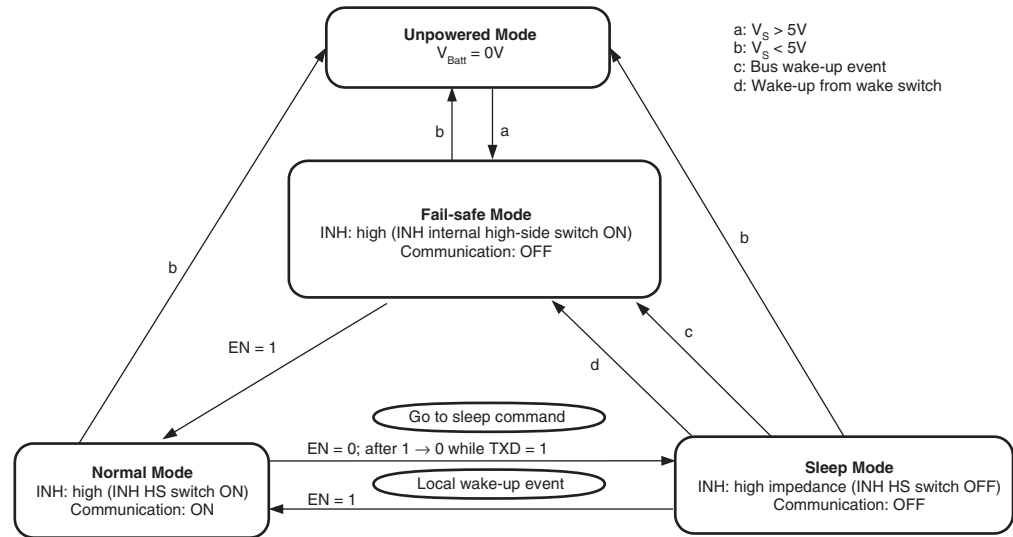 Unpowered Mode
V_Batt = 0V
a: V_S > 5V
b: V_S < 5V
c: Bus wake-up event
d: Wake-up from wake switch
b
a
Fail-safe Mode
INH: high (INH internal high-side switch ON)
Communication: OFF
b
b
c
d
EN = 1
Go to sleep command
EN = 0; after 1 → 0 while TXD = 1
Local wake-up event
EN = 1
Normal Mode
INH: high (INH HS switch ON)
Communication: ON
Sleep Mode
INH: high impedance (INH HS switch OFF)
Communication: OFF